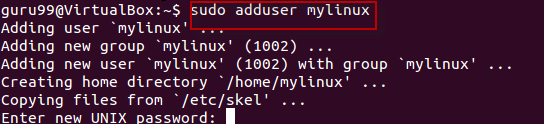 guru99@VirtualBox:~$ sudo adduser mylinux
Adding user `mylinux' ...
Adding new group `mylinux' (1002) ...
Adding new user `mylinux' (1002) with group `mylinux' ...
Creating home directory `/home/mylinux' ...
Copying files from `/etc/skel' ...
Enter new UNIX password: